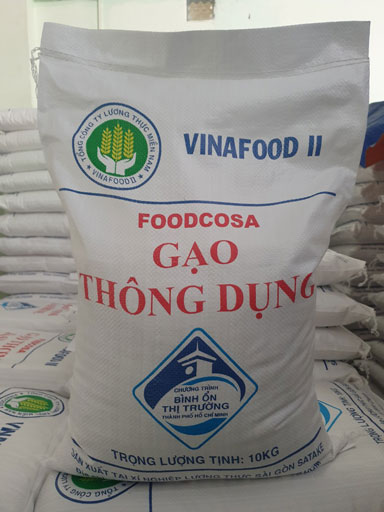 TỔNG CÔNG TY LƯƠNG THỰC MIỀN NAM
★ VINAFOOD II ★
VINAFOOD II
FOODCOSA
GẠO
THÔNG DỤNG
CHƯƠNG TRÌNH
BÌNH ỔN
THỊ TRƯỜNG
THÀNH PHỐ HỒ CHÍ MINH
TRỌNG LƯỢNG TỊNH: 10KG
SẢN XUẤT TẠI XÍ NGHIỆP LƯƠNG THỰC SÀI GÒN SATAKE